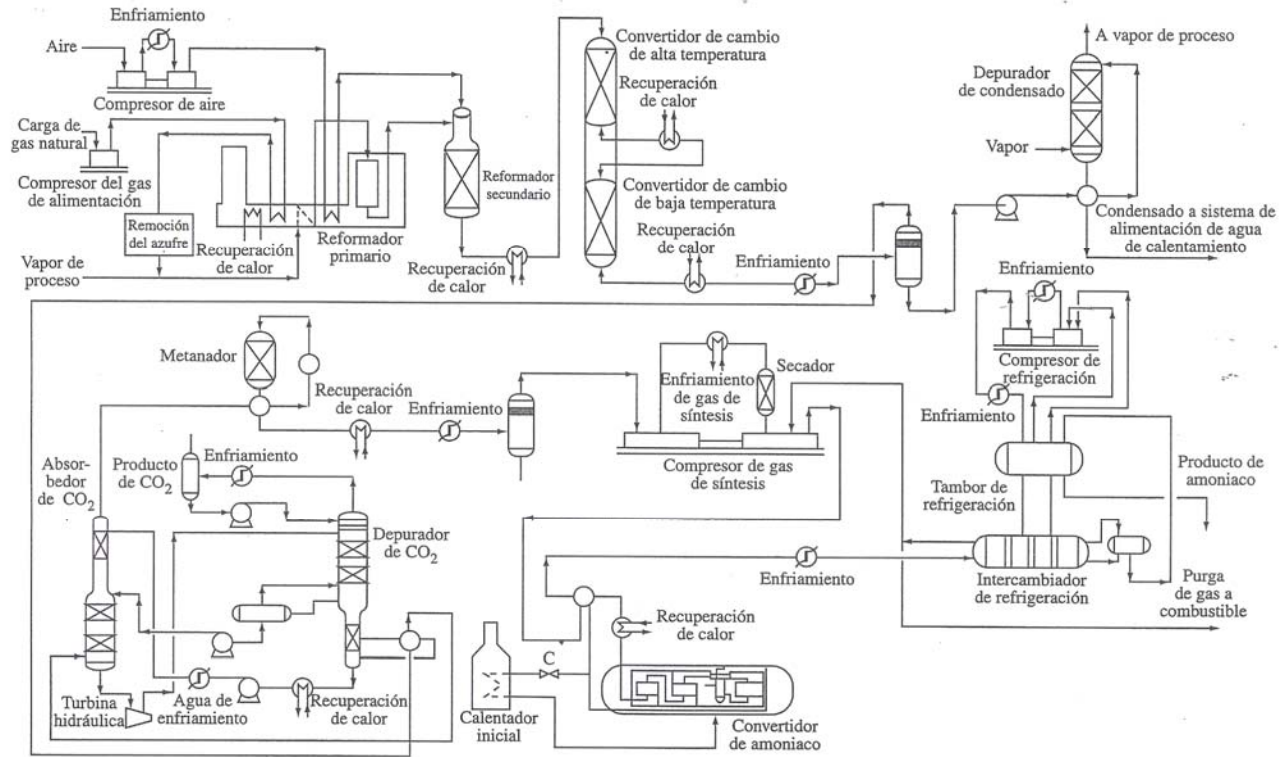 Enfriamiento
Aire
Compresor de aire
Carga de
gas natural
Compresor del gas
de alimentación
Remoción
del azufre
Vapor de
proceso
Recuperación
de calor
Reformador
primario
Reformador
secundario
Recuperación
de calor
Convertidor de cambio
de alta temperatura
Recuperación
de calor
Convertidor de cambio
de baja temperatura
Recuperación
de calor
Enfriamiento
A vapor de proceso
Depurador
de condensado
Vapor
Condensado a sistema de
alimentación de agua
de calentamiento
Metanador
Recuperación
de calor
Enfriamiento
Enfriamiento
de gas de
síntesis
Secador
Compresor de gas
de síntesis
Enfriamiento
Compresor de
refrigeración
Enfriamiento
Tambor de
refrigeración
Producto de
amoniaco
Intercambiador
de refrigeración
Purga
de gas a
combustible
Absor-
bedor
de CO2
Producto
de CO2
Enfriamiento
Depurador
de CO2
Turbina
hidráulica
Agua de
enfriamiento
Recuperación
de calor
Enfriamiento
Recuperación
de calor
C
Calentador
inicial
Convertidor
de amoniaco